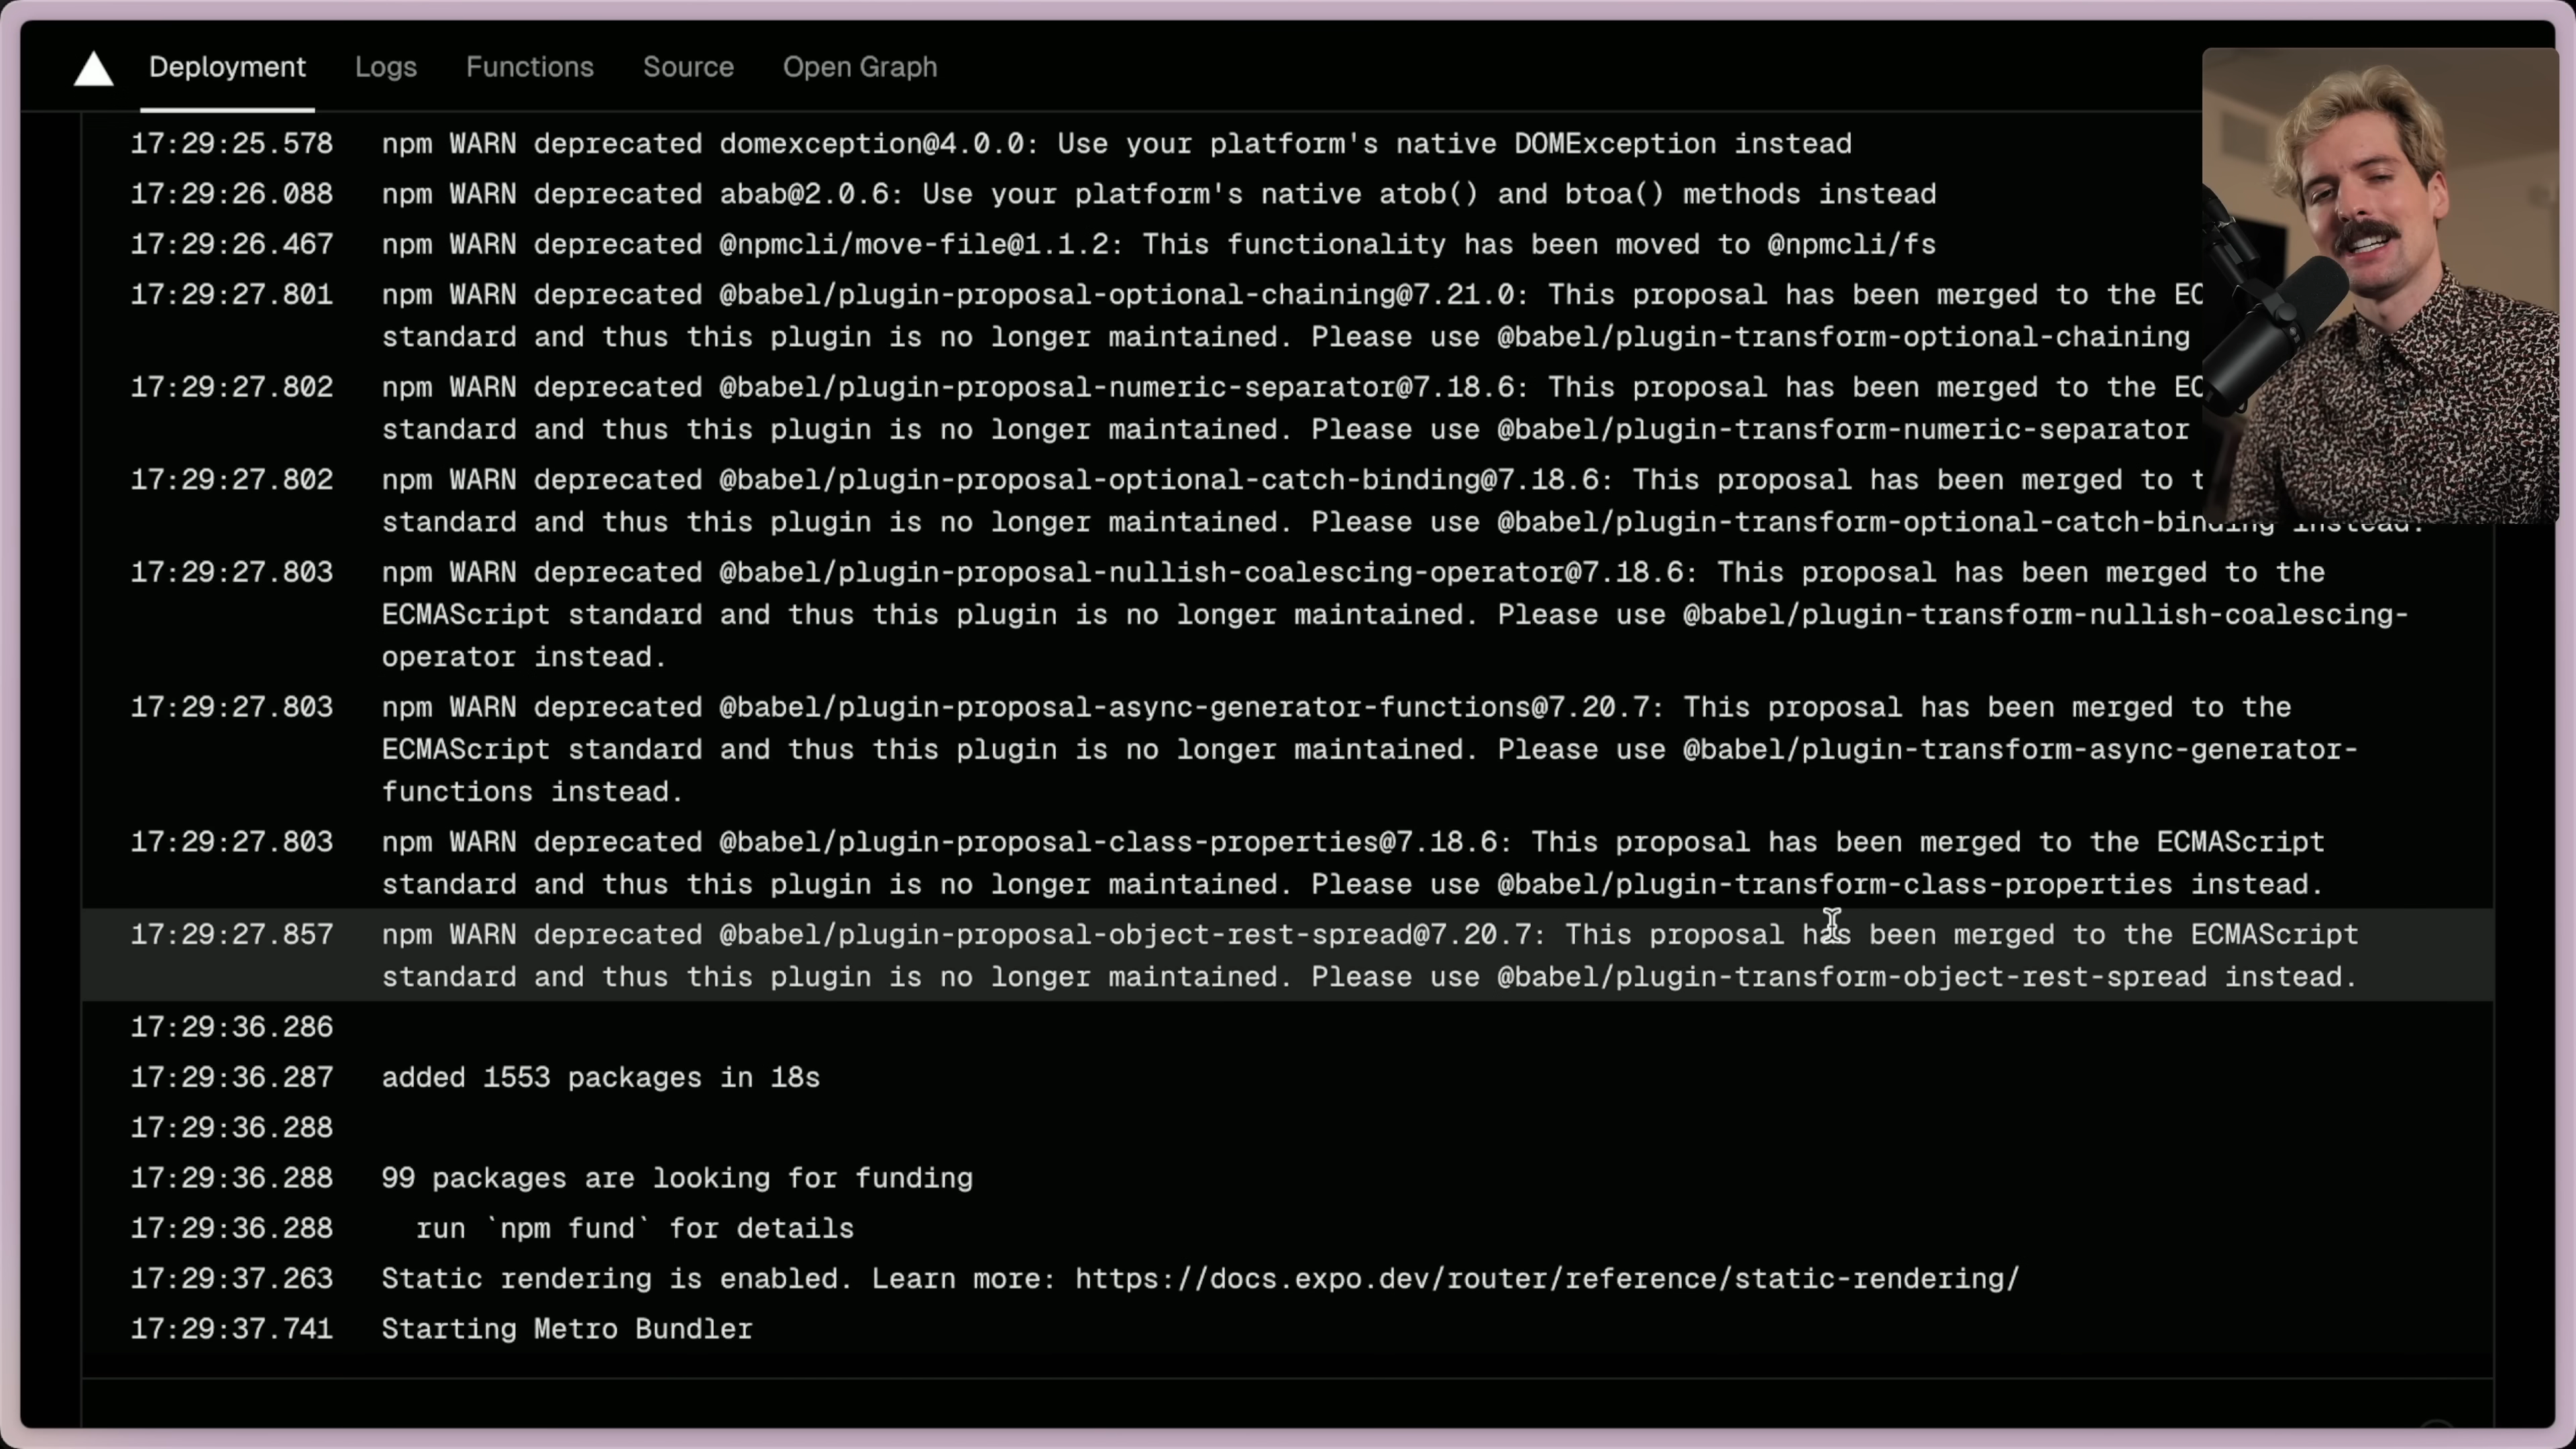 Deployment Logs Functions Source Open Graph
17:29:25.578 npm WARN deprecated domexception@4.0.0: Use your platform's native DOMException instead
17:29:26.088 npm WARN deprecated abab@2.0.6: Use your platform's native atob() and btoa() methods instead
17:29:26.467 npm WARN deprecated @npmcli/move-file@1.1.2: This functionality has been moved to @npmcli/fs
17:29:27.801 npm WARN deprecated @babel/plugin-proposal-optional-chaining@7.21.0: This proposal has been merged to the
standard and thus this plugin is no longer maintained. Please use @babel/plugin-transform-optional-chaining
17:29:27.802 npm WARN deprecated @babel/plugin-proposal-numeric-separator@7.18.6: This proposal has been merged to the
standard and thus this plugin is no longer maintained. Please use @babel/plugin-transform-numeric-separator
17:29:27.802 npm WARN deprecated @babel/plugin-proposal-optional-catch-binding@7.18.6: This proposal has been merged to
standard and thus this plugin is no longer maintained. Please use @babel/plugin-transform-optional-catch-binding instead.
17:29:27.803 npm WARN deprecated @babel/plugin-proposal-nullish-coalescing-operator@7.18.6: This proposal has been merged to the
ECMAScript standard and thus this plugin is no longer maintained. Please use @babel/plugin-transform-nullish-coalescing-
operator instead.
17:29:27.803 npm WARN deprecated @babel/plugin-proposal-async-generator-functions@7.20.7: This proposal has been merged to the
ECMAScript standard and thus this plugin is no longer maintained. Please use @babel/plugin-transform-async-generator-
functions instead.
17:29:27.803 npm WARN deprecated @babel/plugin-proposal-class-properties@7.18.6: This proposal has been merged to the ECMAScript
standard and thus this plugin is no longer maintained. Please use @babel/plugin-transform-class-properties instead.
17:29:27.857 npm WARN deprecated @babel/plugin-proposal-object-rest-spread@7.20.7: This proposal has been merged to the ECMAScript
standard and thus this plugin is no longer maintained. Please use @babel/plugin-transform-object-rest-spread instead.
17:29:36.286
17:29:36.287 added 1553 packages in 18s
17:29:36.288
17:29:36.288 99 packages are looking for funding
17:29:36.288 run `npm fund` for details
17:29:37.263 Static rendering is enabled. Learn more: https://docs.expo.dev/router/reference/static-rendering/
17:29:37.741 Starting Metro Bundler